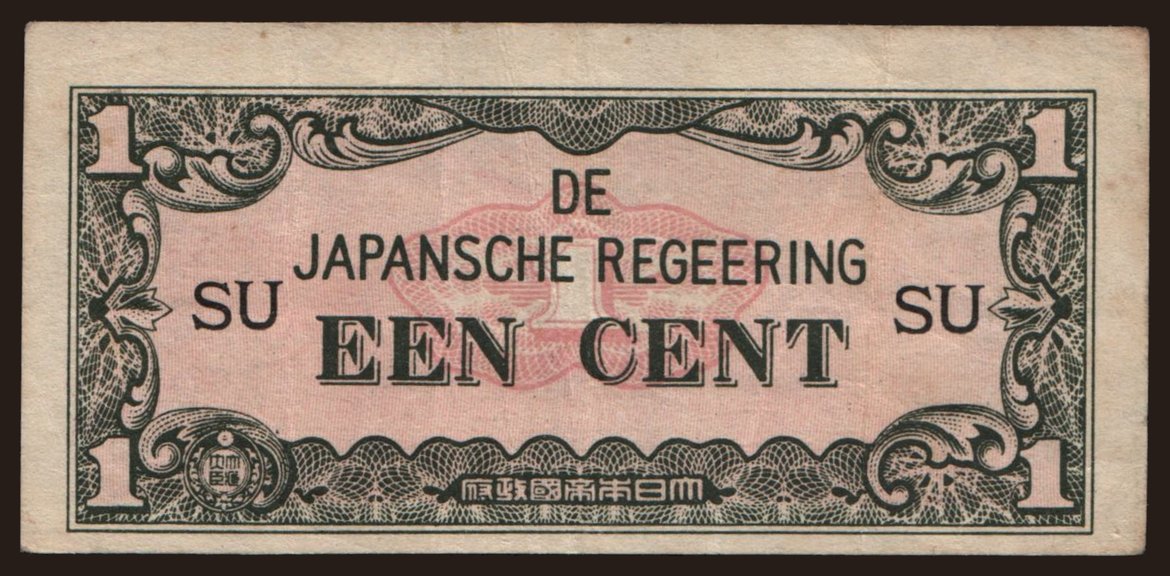 1 1
DE
JAPANSCHE REGEERING
SU SU
EEN CENT
1
1 1
府政國帝本日大